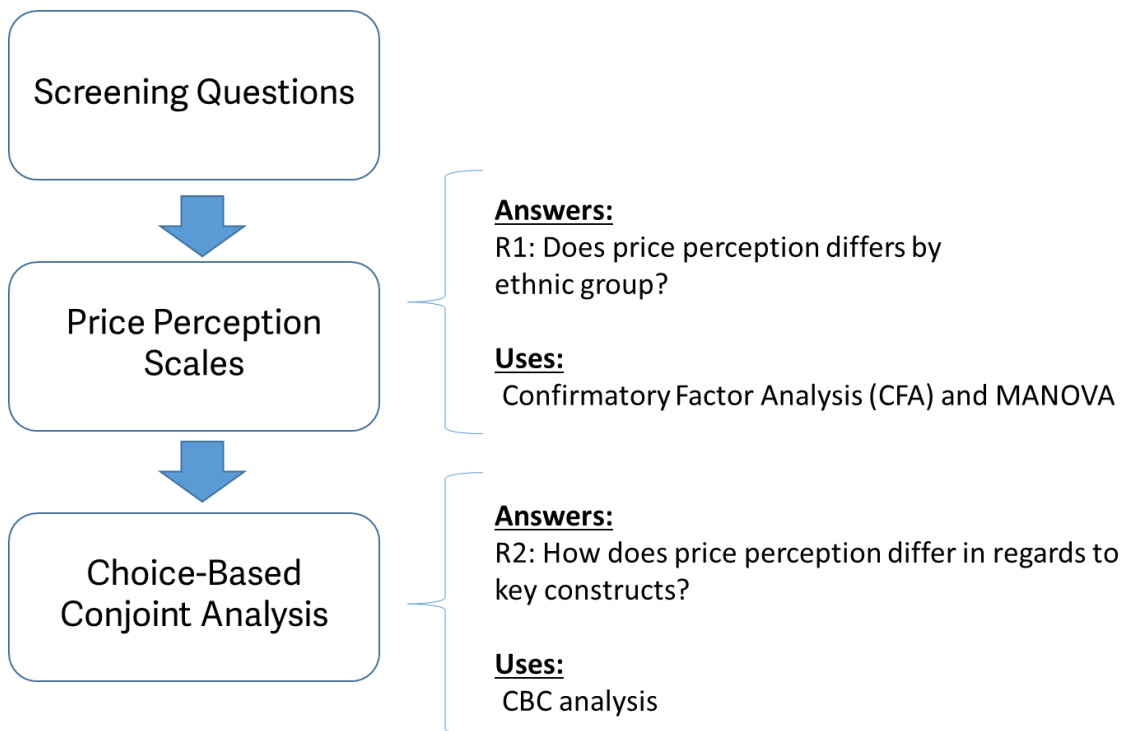 Screening Questions
Price Perception
Scales
Choice-Based
Conjoint Analysis
Answers:
R1: Does price perception differs by
ethnic group?
Uses:
Confirmatory Factor Analysis (CFA) and MANOVA
Answers:
R2: How does price perception differ in regards to
key constructs?
Uses:
CBC analysis